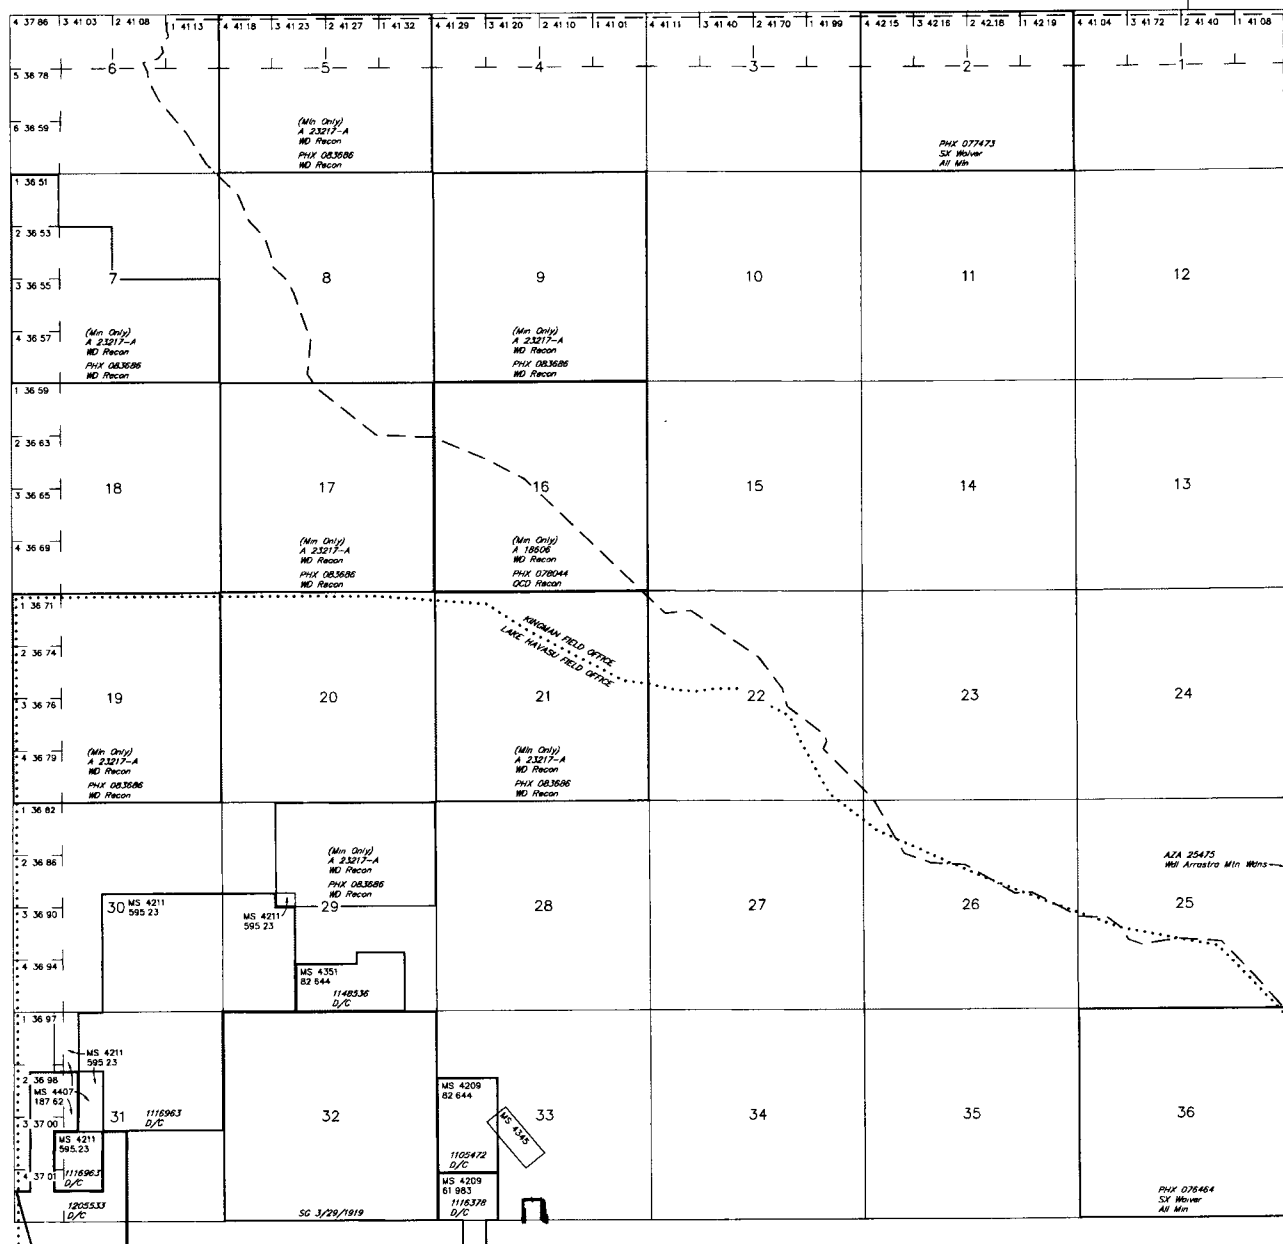 4 37 86 3 41 03 2 41 08 1 41 13 4 41 18 3 41 23 2 41 27 1 41 32 4 41 29 3 41 20 2 41 10 1 41 01 4 41 11 3 41 40 2 41 70 1 41 99 4 42 15 3 42 16 2 42 18 1 42 19 4 41 04 3 41 72 2 41 40 1 41 08
5 36 78 6 5 4 3 2 1
6 36 59
(Min Only)
A 23217-A
WD Recon
PHX 083686
WD Recon
PHX 077473
SX Waiver
All Min
1 36 51
2 36 53
3 36 55
4 36 57
7 8 9 10 11 12
(Min Only)
A 23217-A
WD Recon
PHX 083686
WD Recon
(Min Only)
A 23217-A
WD Recon
PHX 083686
WD Recon
1 36 59
2 36 63
3 36 65
4 36 69
18 17 16 15 14 13
(Min Only)
A 23217-A
WD Recon
PHX 083686
WD Recon
(Min Only)
A 18606
WD Recon
PHX 078044
QCD Recon
1 36 71
2 36 74
3 36 76
4 36 79
KINGMAN FIELD OFFICE
LAKE HAVASU FIELD OFFICE
19 20 21 22 23 24
(Min Only)
A 23217-A
WD Recon
PHX 083686
WD Recon
(Min Only)
A 23217-A
WD Recon
PHX 083686
WD Recon
1 36 82
2 36 86
3 36 90
4 36 94
(Min Only)
A 23217-A
WD Recon
PHX 083686
WD Recon
AZA 25475
Wdl Arrastra Mtn Wdns
30 29 28 27 26 25
MS 4211
595 23
MS 4211
595 23
MS 4351
82 644
1148536
D/C
1 36 97
2 36 98
3 37 00
4 37 01
MS 4211
595 23
MS 4407
187 62
31 32 33 34 35 36
1116963
D/C
MS 4211
595.23
1116963
D/C
1205533
D/C
SG 3/29/1919
MS 4209
82 644
MS 4345
1105472
D/C
MS 4209
61 983
1116378
D/C
PHX 076464
SX Waiver
All Min